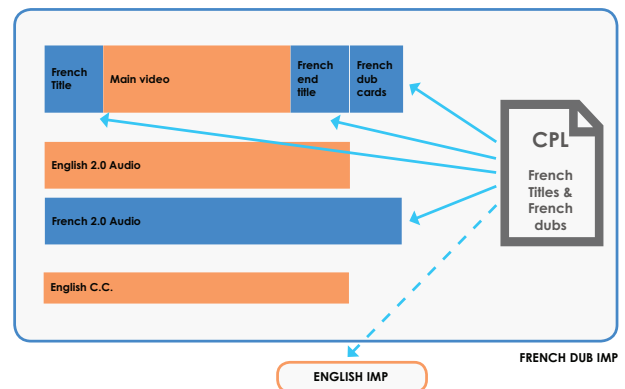 French Title
Main video
French end title
French dub cards
English 2.0 Audio
French 2.0 Audio
English C.C.
CPL
French
Titles &
French
dubs
FRENCH DUB IMP
ENGLISH IMP